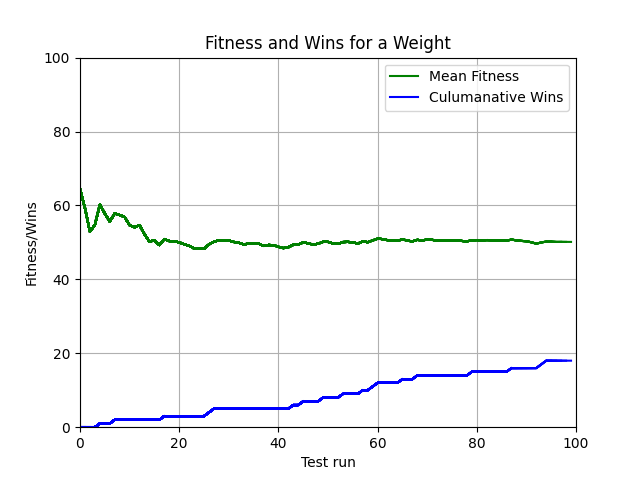 Fitness and Wins for a Weight
Mean Fitness
Culumanative Wins
Fitness/Wins
100
80
60
40
20
0
0 20 40 60 80 100
Test run